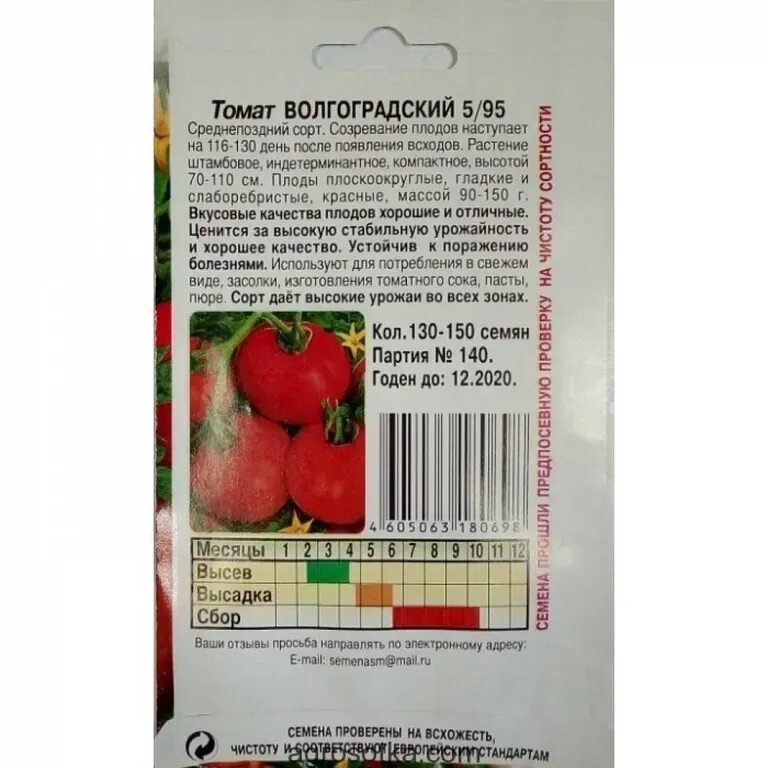 Томат ВОЛГОГРАДСКИЙ 5/95
Среднепоздний сорт. Созревание плодов наступает
на 116-130 день после появления всходов. Растение
штамбовое, индетерминантное, компактное, высотой
70-110 см. Плоды плоскоокруглые, гладкие и
слаборебристые, красные, массой 90-150 г.
Вкусовые качества плодов хорошие и отличные.
Ценится за высокую стабильную урожайность
и хорошее качество. Устойчив к поражению
болезнями. Используют для потребления в свежем
виде, засолки, изготовления томатного сока, пасты,
пюре. Сорт даёт высокие урожаи во всех зонах.
Кол.130-150 семян
Партия № 140.
Годен до: 12.2020.
4 605063 180698
Месяцы 1 2 3 4 5 6 7 8 9 10 11 12
Высев
Высадка
Сбор
Ваши отзывы просьба направлять по электронному адресу:
E-mail: semenasm@mail.ru
СЕМЕНА ПРОШЛИ ПРЕДПОСЕВНУЮ ПРОВЕРКУ НА ЧИСТОТУ СОРТНОСТИ
СЕМЕНА ПРОВЕРЕНЫ НА ВСХОЖЕСТЬ,
ЧИСТОТУ И СООТВЕТСТВУЮТ ЕВРОПЕЙСКИМ СТАНДАРТАМ
agrosotka.com